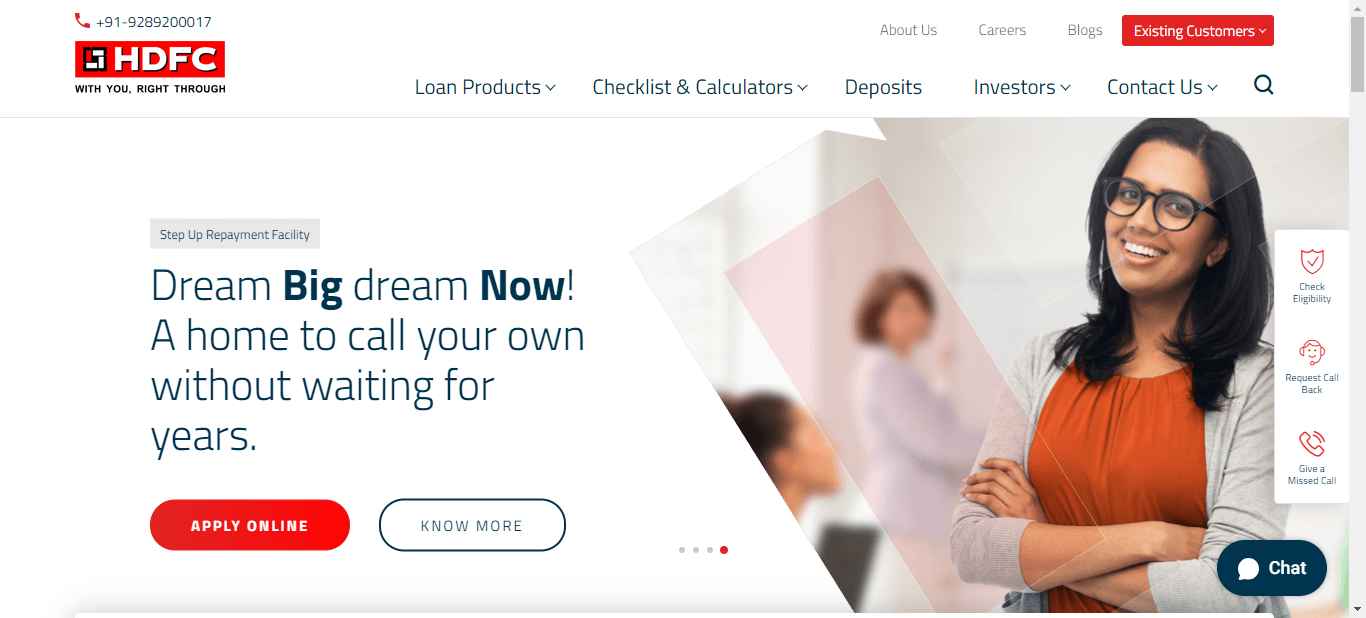 +91-9289200017
About Us
Careers
Blogs
Existing Customers
HDFC
WITH YOU, RIGHT THROUGH
Loan Products
Checklist & Calculators
Deposits
Investors
Contact Us
Step Up Repayment Facility
Dream Big dream Now!
A home to call your own
without waiting for
years.
APPLY ONLINE
KNOW MORE
Check
Eligibility
Request Call
Back
Give a
Missed Call
Chat